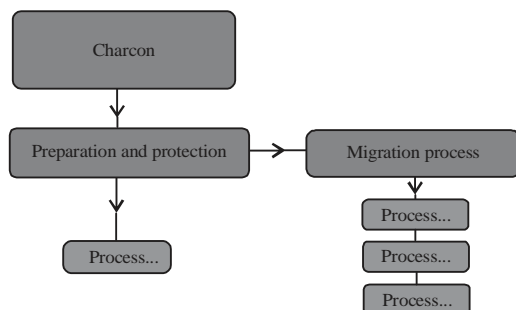 Charcon
Preparation and protection
Migration process
Process...
Process...
Process...
Process...